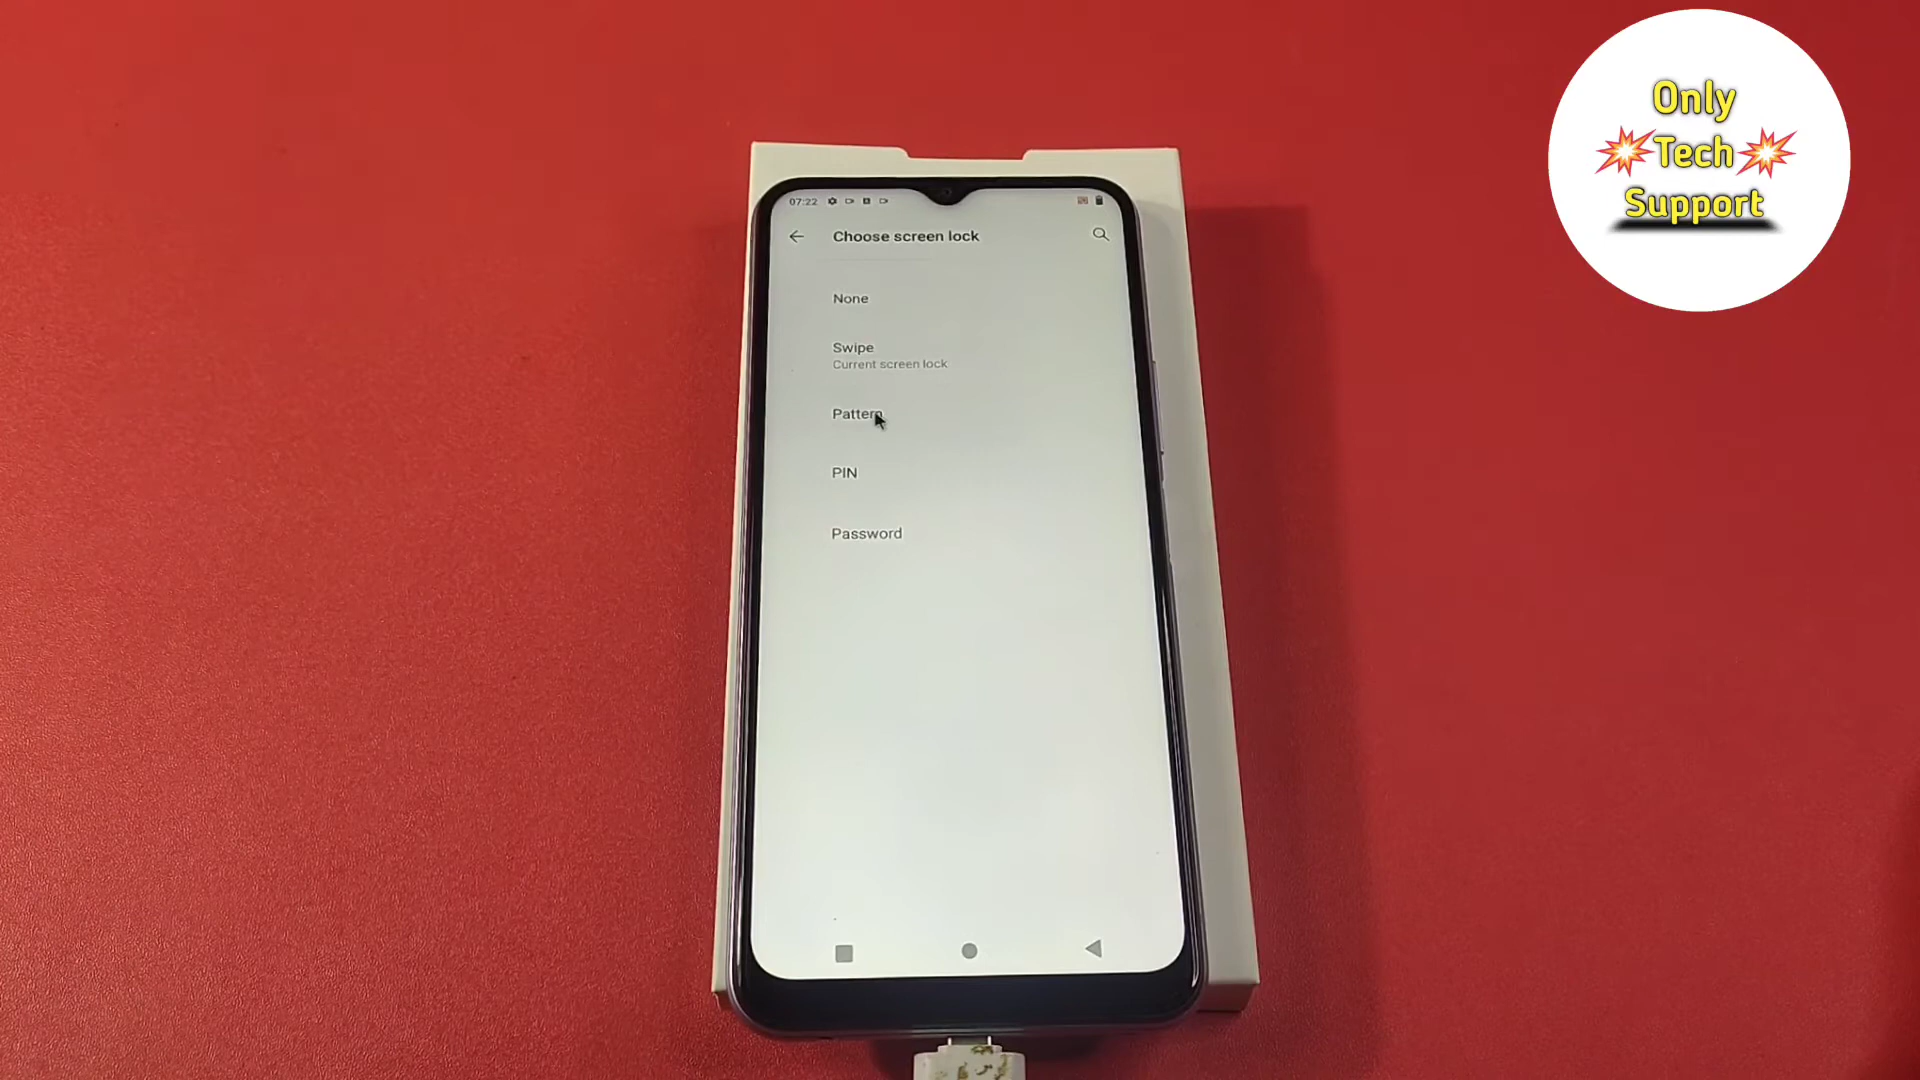 Only
Tech
Support
07:22
Choose screen lock
None
Swipe
Current screen lock
Pattern
PIN
Password